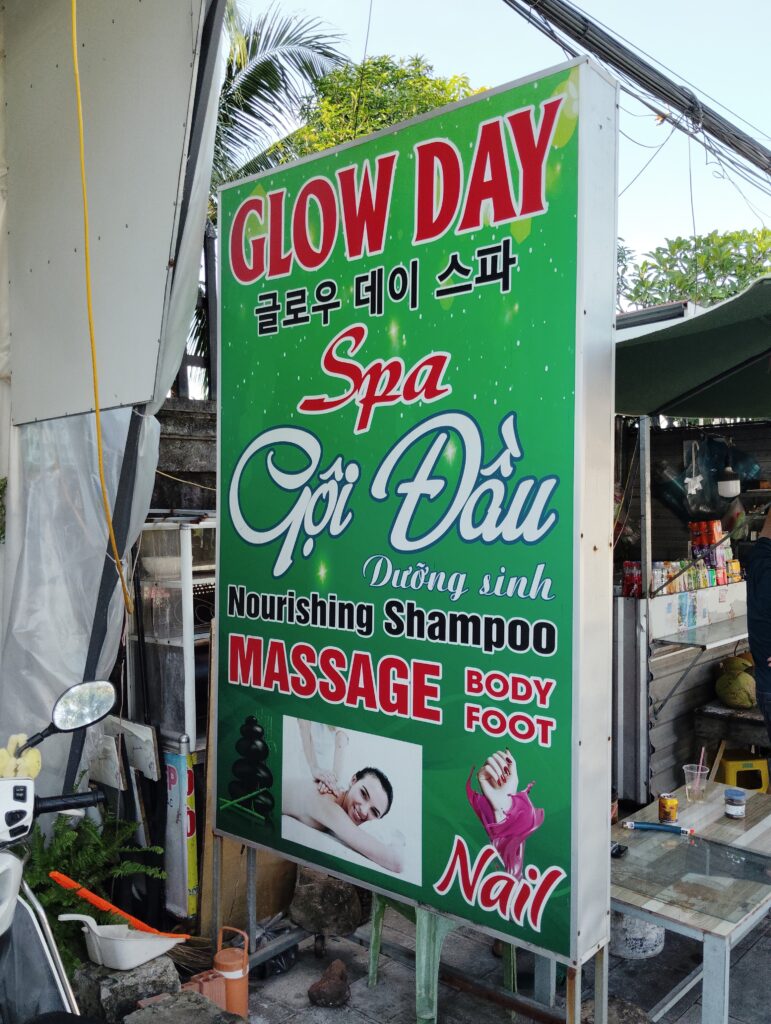 GLOW DAY
글로우 데이 스파
Spa
Gội Đầu
Dưỡng sinh
Nourishing Shampoo
MASSAGE
BODY
FOOT
Nail